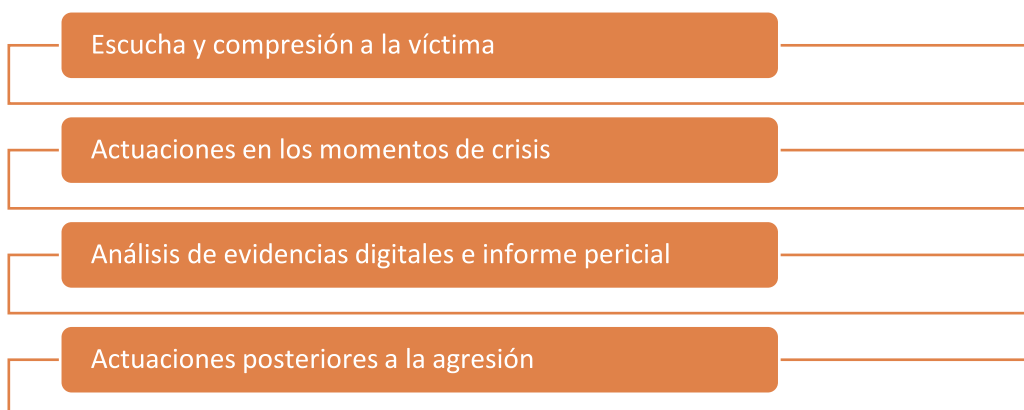 Escucha y compresión a la víctima
Actuaciones en los momentos de crisis
Análisis de evidencias digitales e informe pericial
Actuaciones posteriores a la agresión